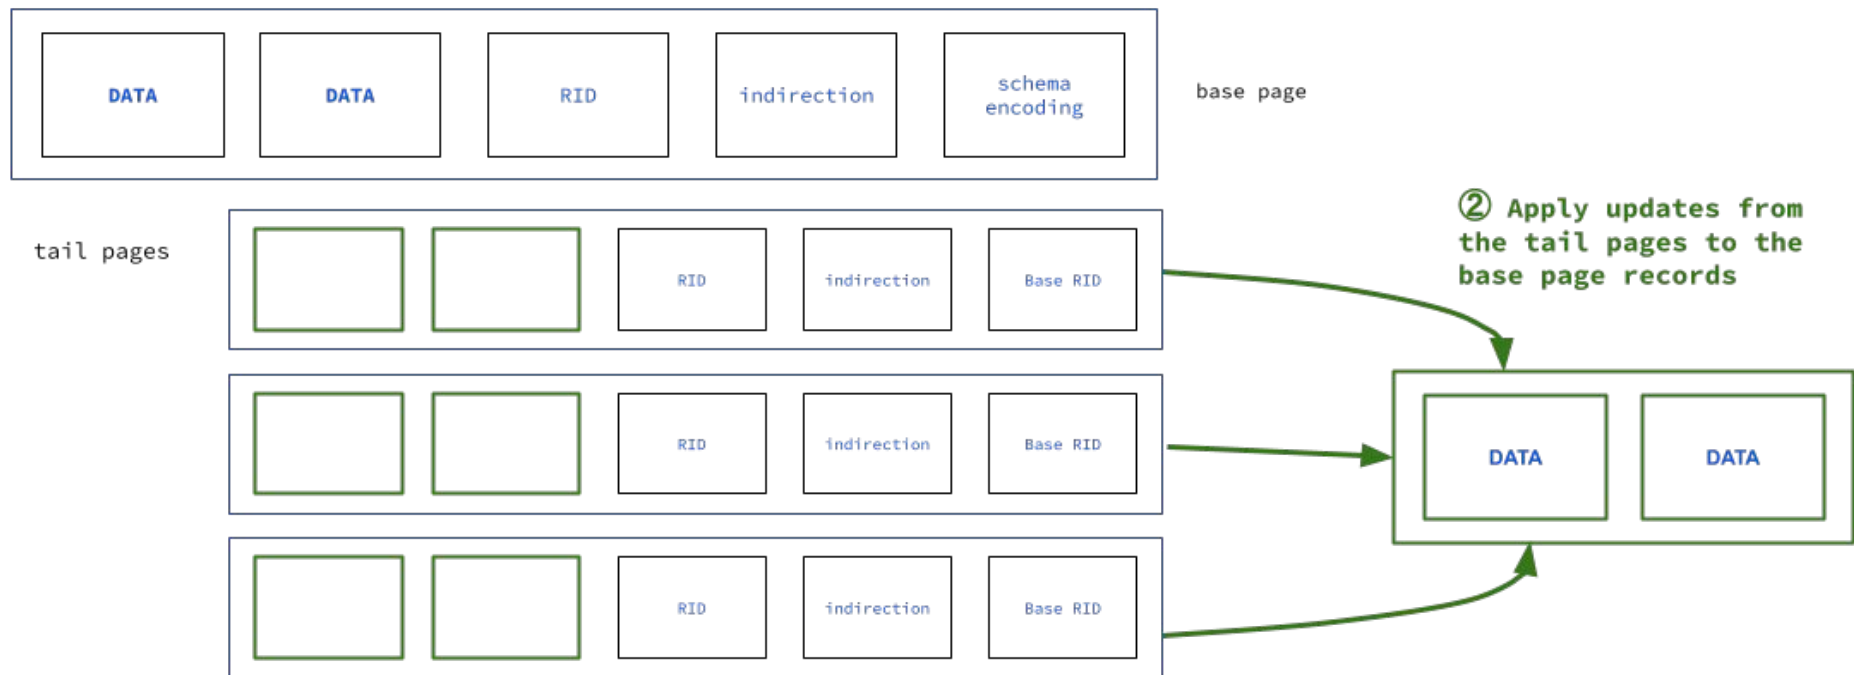 DATA
DATA
RID
indirection
schema
encoding
base page
tail pages
② Apply updates from
the tail pages to the
base page records
RID
indirection
Base RID
RID
indirection
Base RID
DATA
DATA
RID
indirection
Base RID